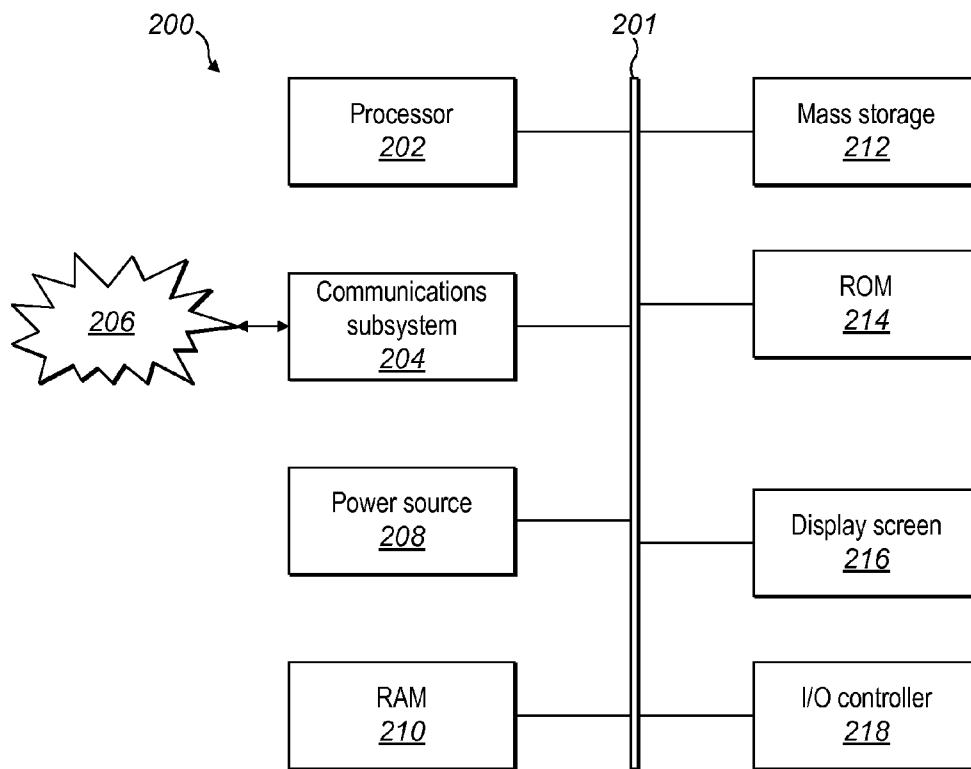 200
201
Processor
202
Mass storage
212
206
Communications
subsystem
204
ROM
214
Power source
208
Display screen
216
RAM
210
I/O controller
218